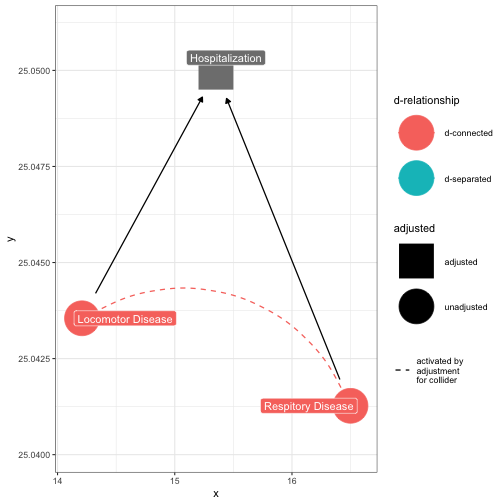 Hospitalization
25.0500
25.0475
25.0450
25.0425
25.0400
y
Locomotor Disease
Respitory Disease
14
15
16
x
d-relationship
d-connected
d-separated
adjusted
adjusted
unadjusted
activated by
adjustment
for collider